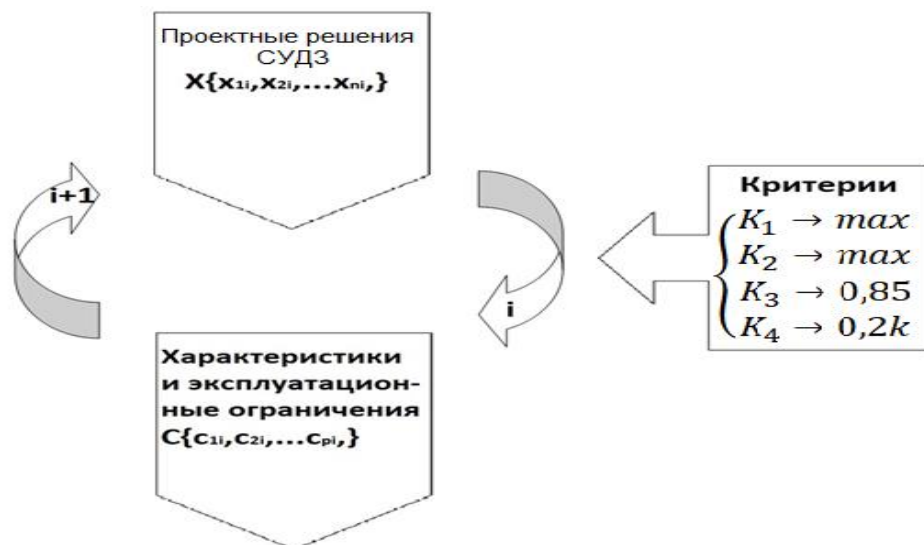 Проектные решения
СУДЗ
X{x₁ᵢ,x₂ᵢ,...xₙᵢ,}
i+1
i
Критерии
K₁ → max
K₂ → max
K₃ → 0,85
K₄ → 0,2k
Характеристики
и эксплуатацион-
ные ограничения
C{c₁ᵢ,c₂ᵢ,...cₚᵢ,}